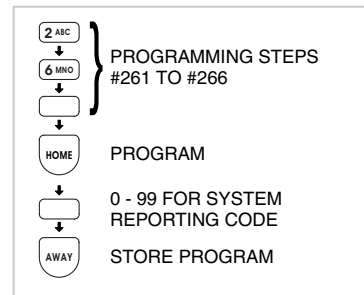 2 ABC
6 MNO
PROGRAMMING STEPS
#261 TO #266
HOME
PROGRAM
0 - 99 FOR SYSTEM
REPORTING CODE
AWAY
STORE PROGRAM